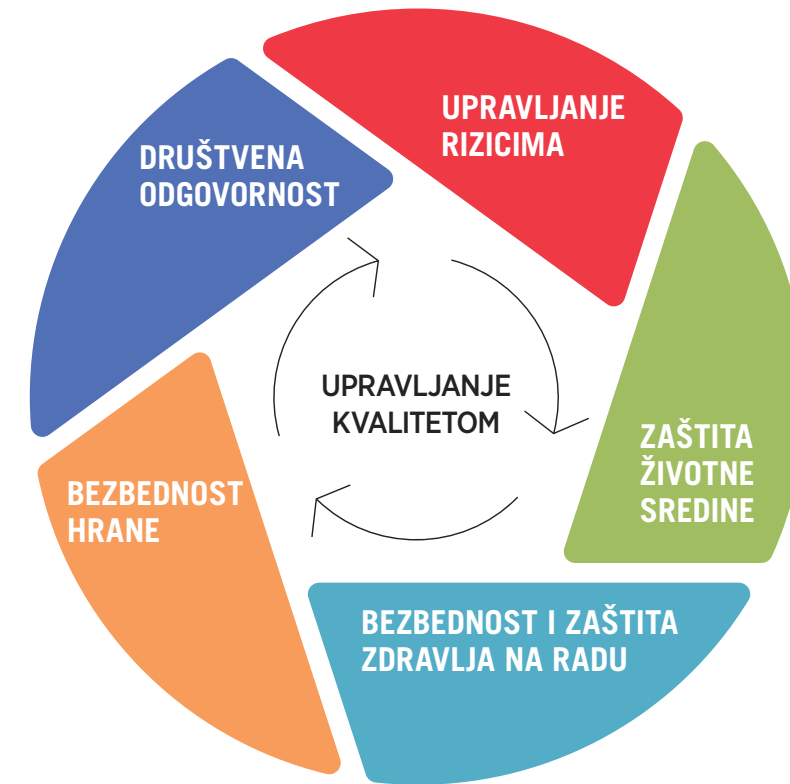 UPRAVLJANJE
RIZICIMA
DRUŠTVENA
ODGOVORNOST
UPRAVLJANJE
KVALITETOM
ZAŠTITA
ŽIVOTNE
SREDINE
BEZBEDNOST
HRANE
BEZBEDNOST I ZAŠTITA
ZDRAVLJA NA RADU